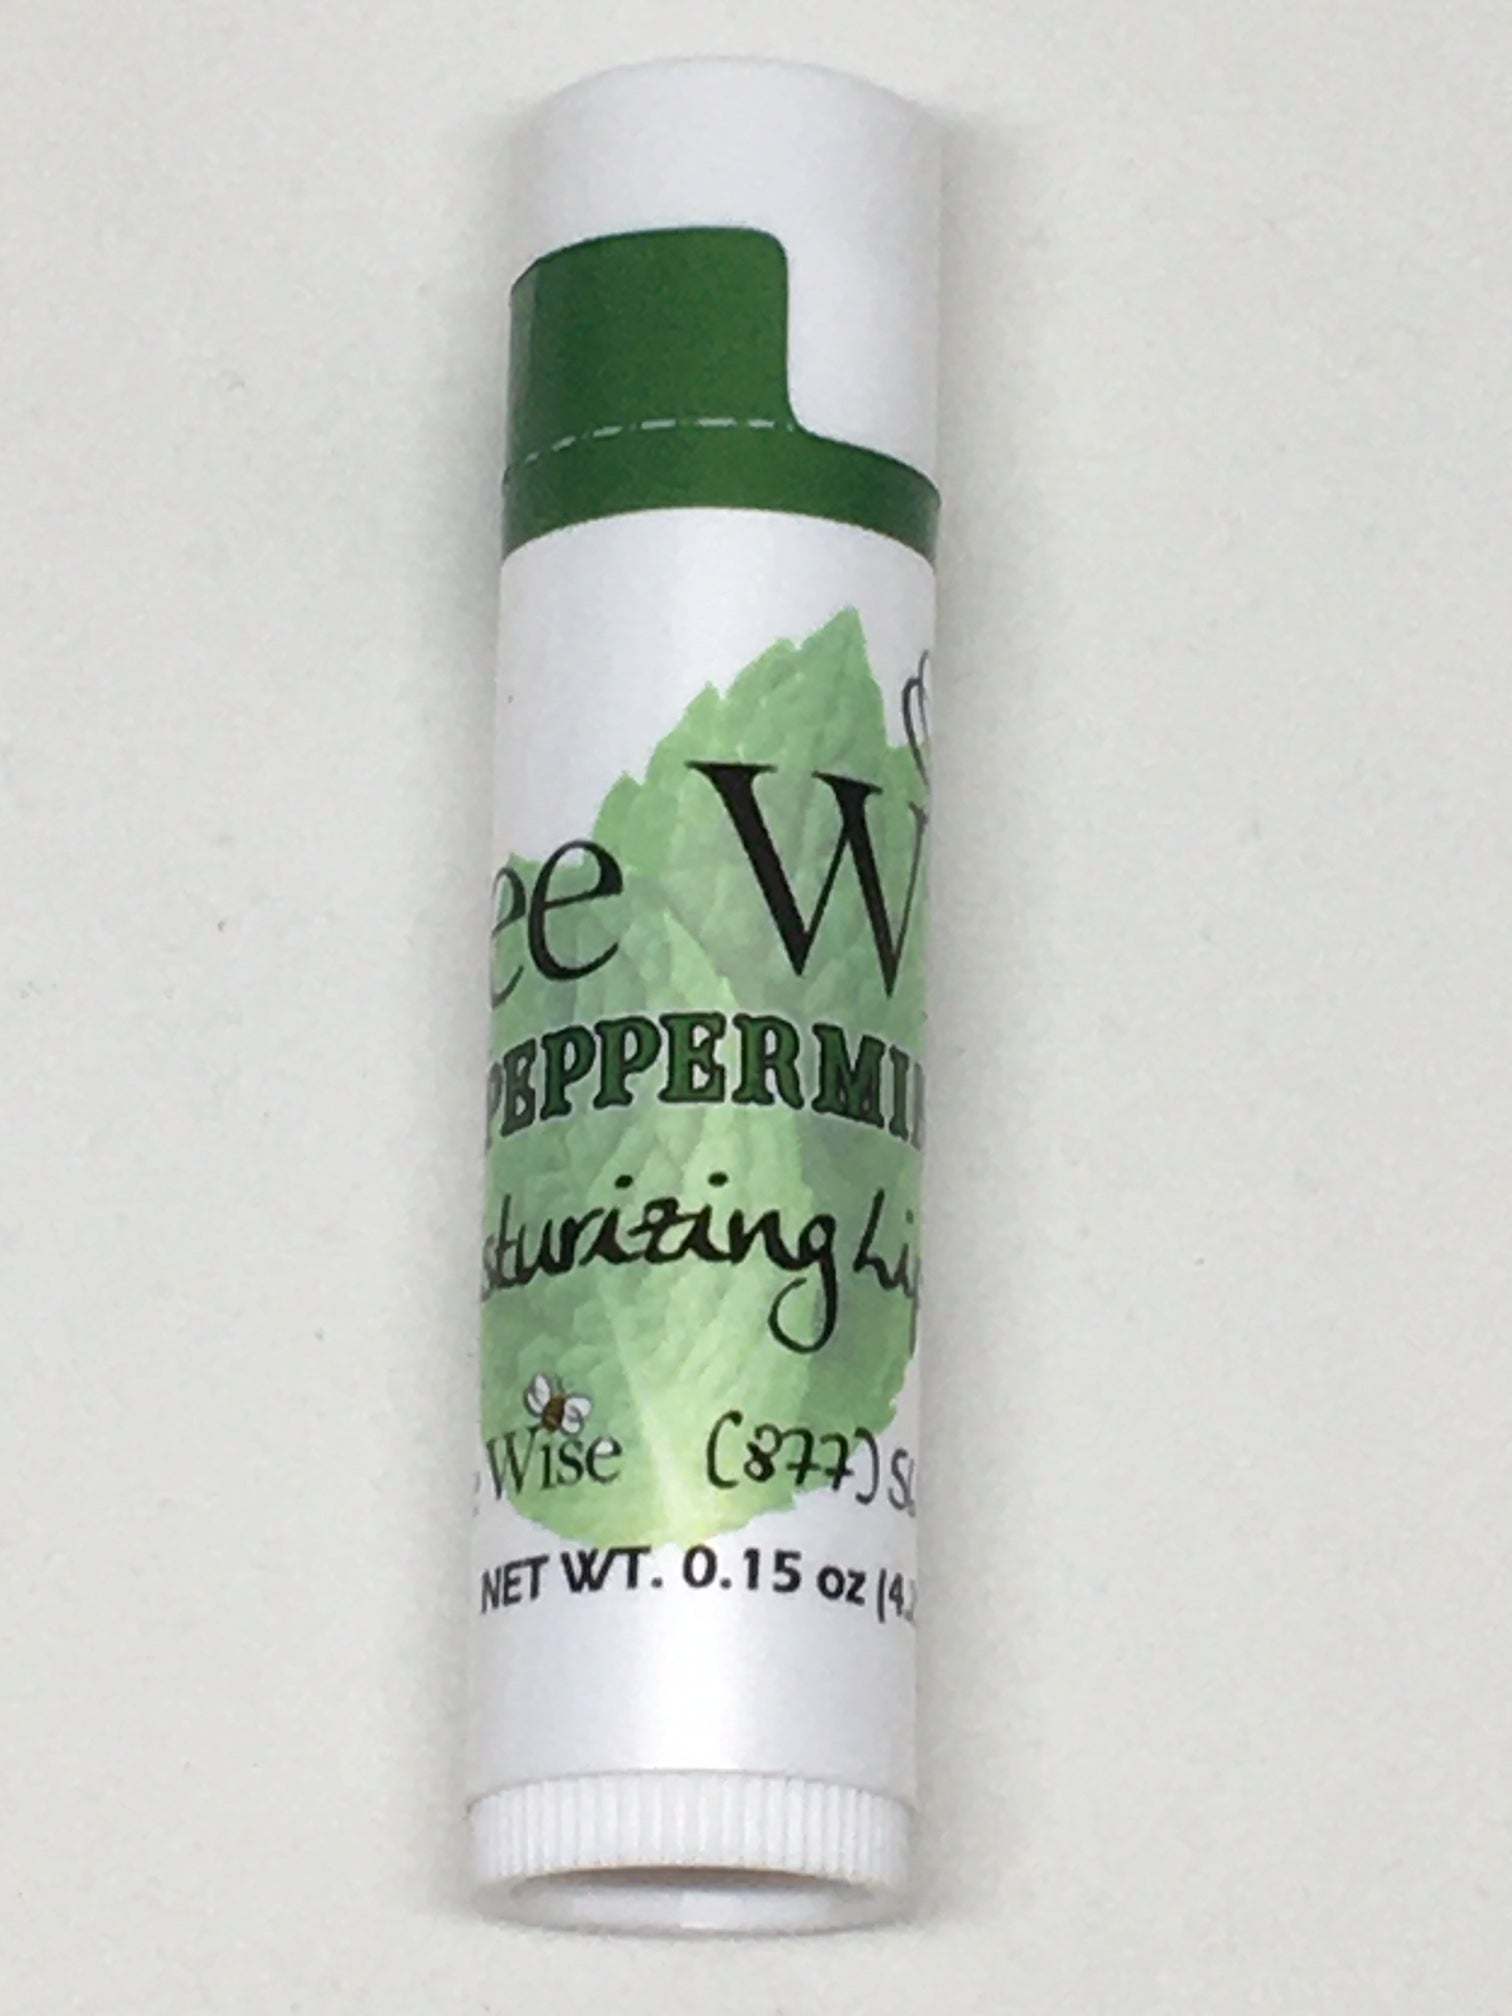 ee W
PEPPERMI
sturizing Li
Wise (877)
NET WT. 0.15 oz (4.